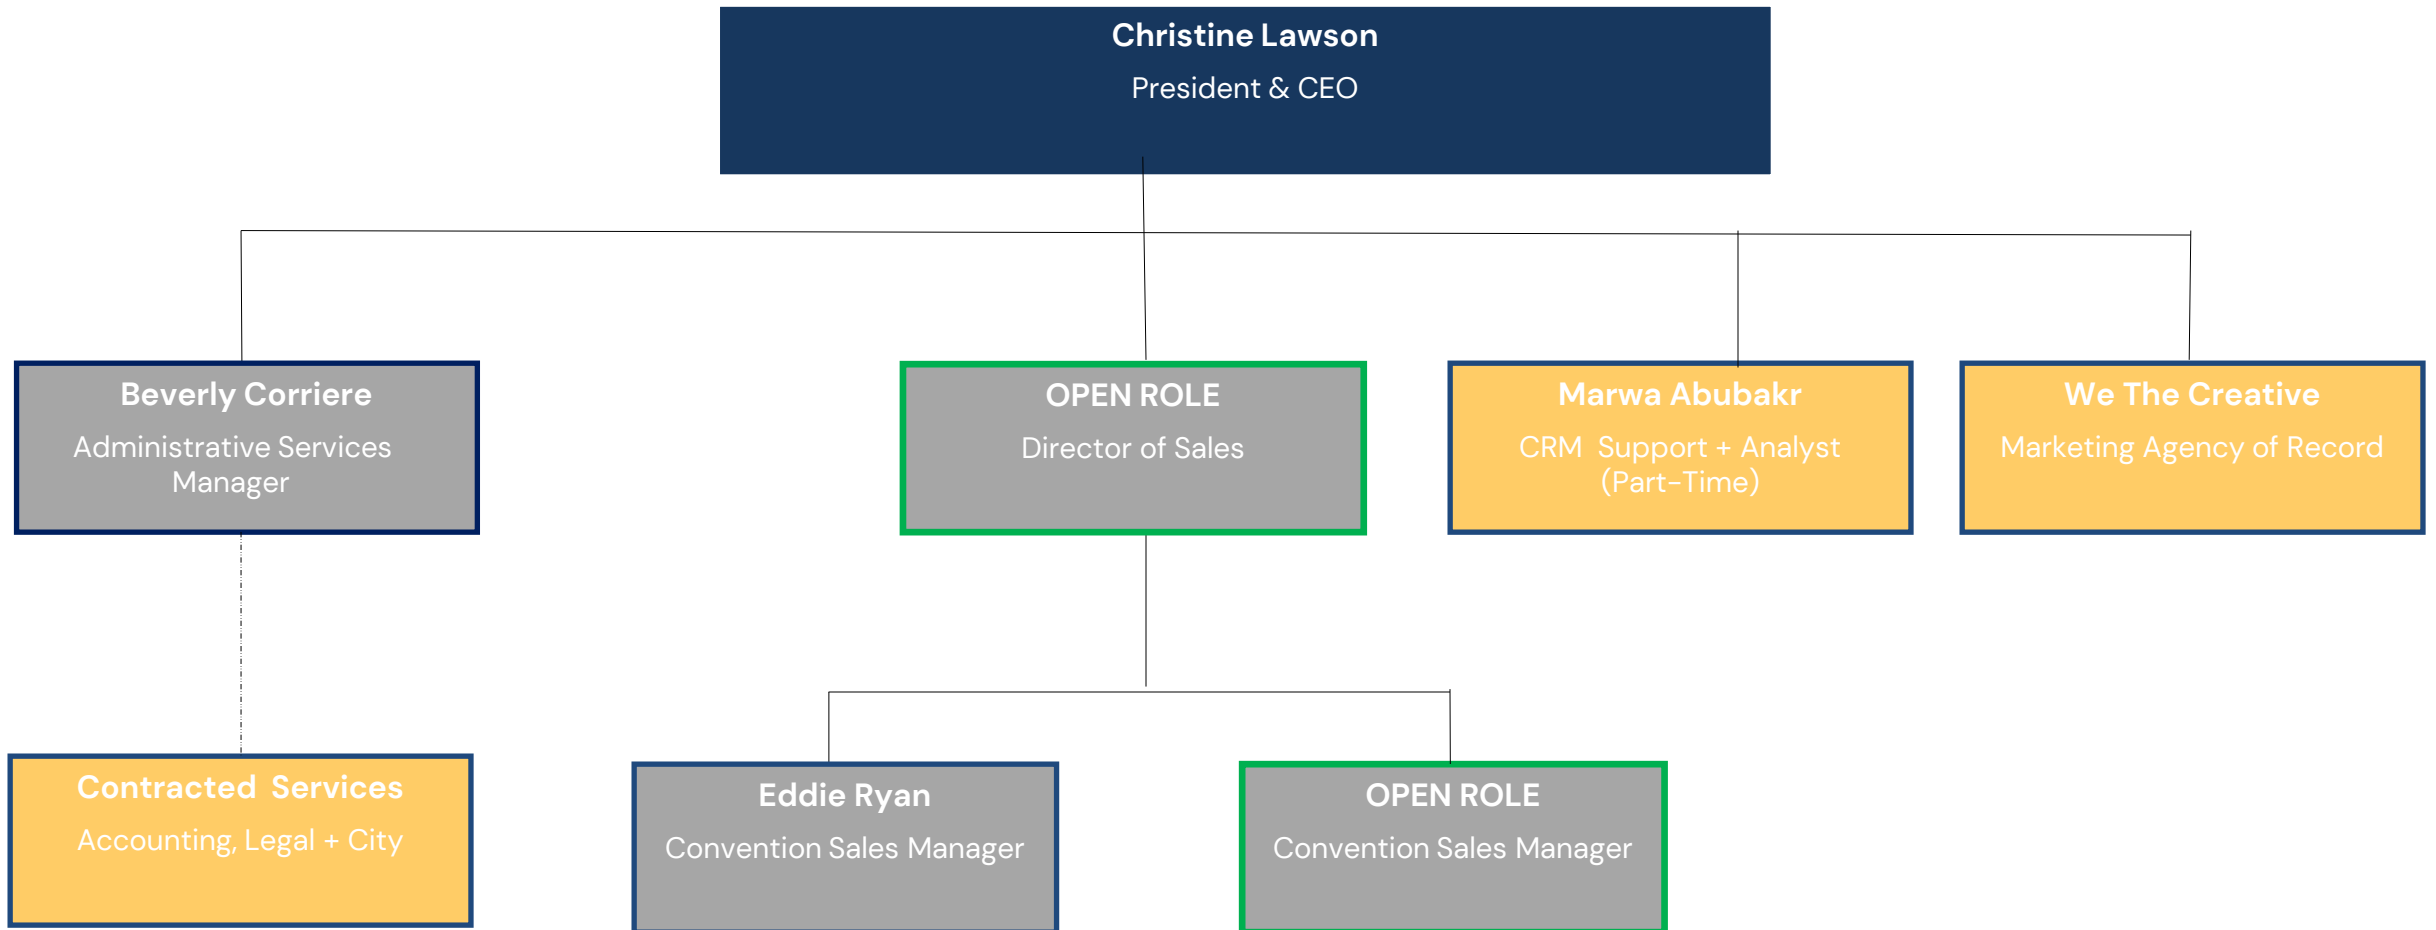 Christine Lawson
President & CEO
Beverly Corriere
Administrative Services
Manager
OPEN ROLE
Director of Sales
Marwa Abubakr
CRM  Support + Analyst
(Part-Time)
We The Creative
Marketing Agency of Record
Contracted  Services
Accounting, Legal + City
Eddie Ryan
Convention Sales Manager
OPEN ROLE
Convention Sales Manager